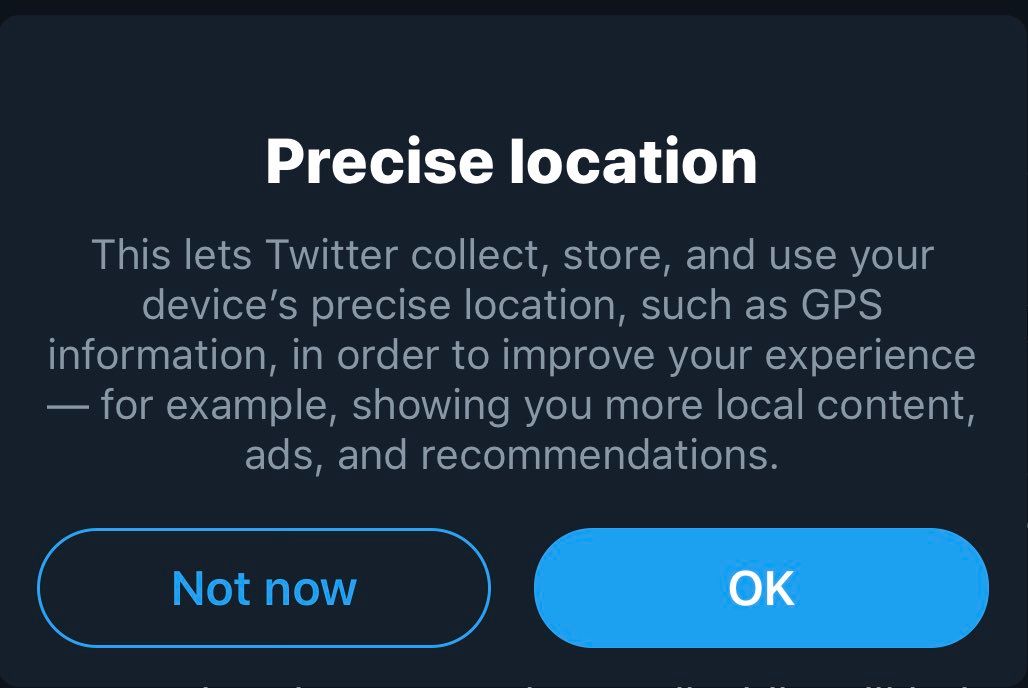 Precise location
This lets Twitter collect, store, and use your
device’s precise location, such as GPS
information, in order to improve your experience
— for example, showing you more local content,
ads, and recommendations.
Not now
OK